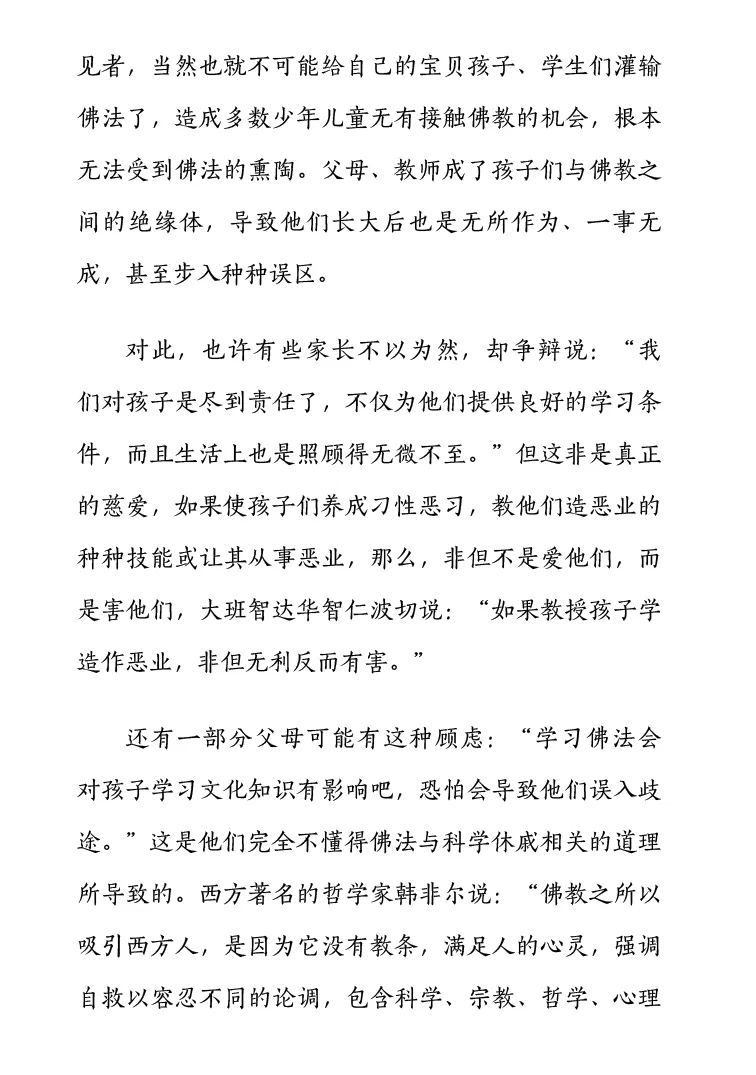 见者，当然也就不可能给自己的宝贝孩子、学生们灌输
佛法了，造成多数少年儿童无有接触佛教的机会，根本
无法受到佛法的熏陶。父母、教师成了孩子们与佛教之
间的绝缘体，导致他们长大后也是无所作为、一事无
成，甚至步入种种误区。
对此，也许有些家长不以为然，却争辩说：“我
们对孩子是尽到责任了，不仅为他们提供良好的学习条
件，而且生活上也是照顾得无微不至。”但这非是真正
的慈爱，如果使孩子们养成刁性恶习，教他们造恶业的
种种技能或让其从事恶业，那么，非但不是爱他们，而
是害他们，大班智达华智仁波切说：“如果教授孩子学
造作恶业，非但无利反而有害。”
还有一部分父母可能有这种顾虑：“学习佛法会
对孩子学习文化知识有影响吧，恐怕会导致他们误入歧
途。”这是他们完全不懂得佛法与科学休戚相关的道理
所导致的。西方著名的哲学家韩非尔说：“佛教之所以
吸引西方人，是因为它没有教条，满足人的心灵，强调
自救以容忍不同的论调，包含科学、宗教、哲学、心理